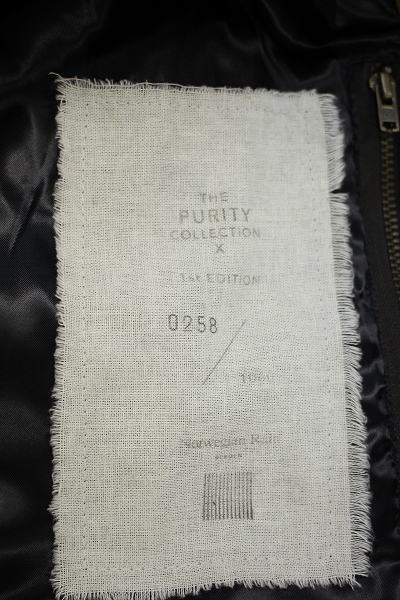 THE
PURITY
COLLECTION
X
1st EDITION
0258
Norwegian Rain